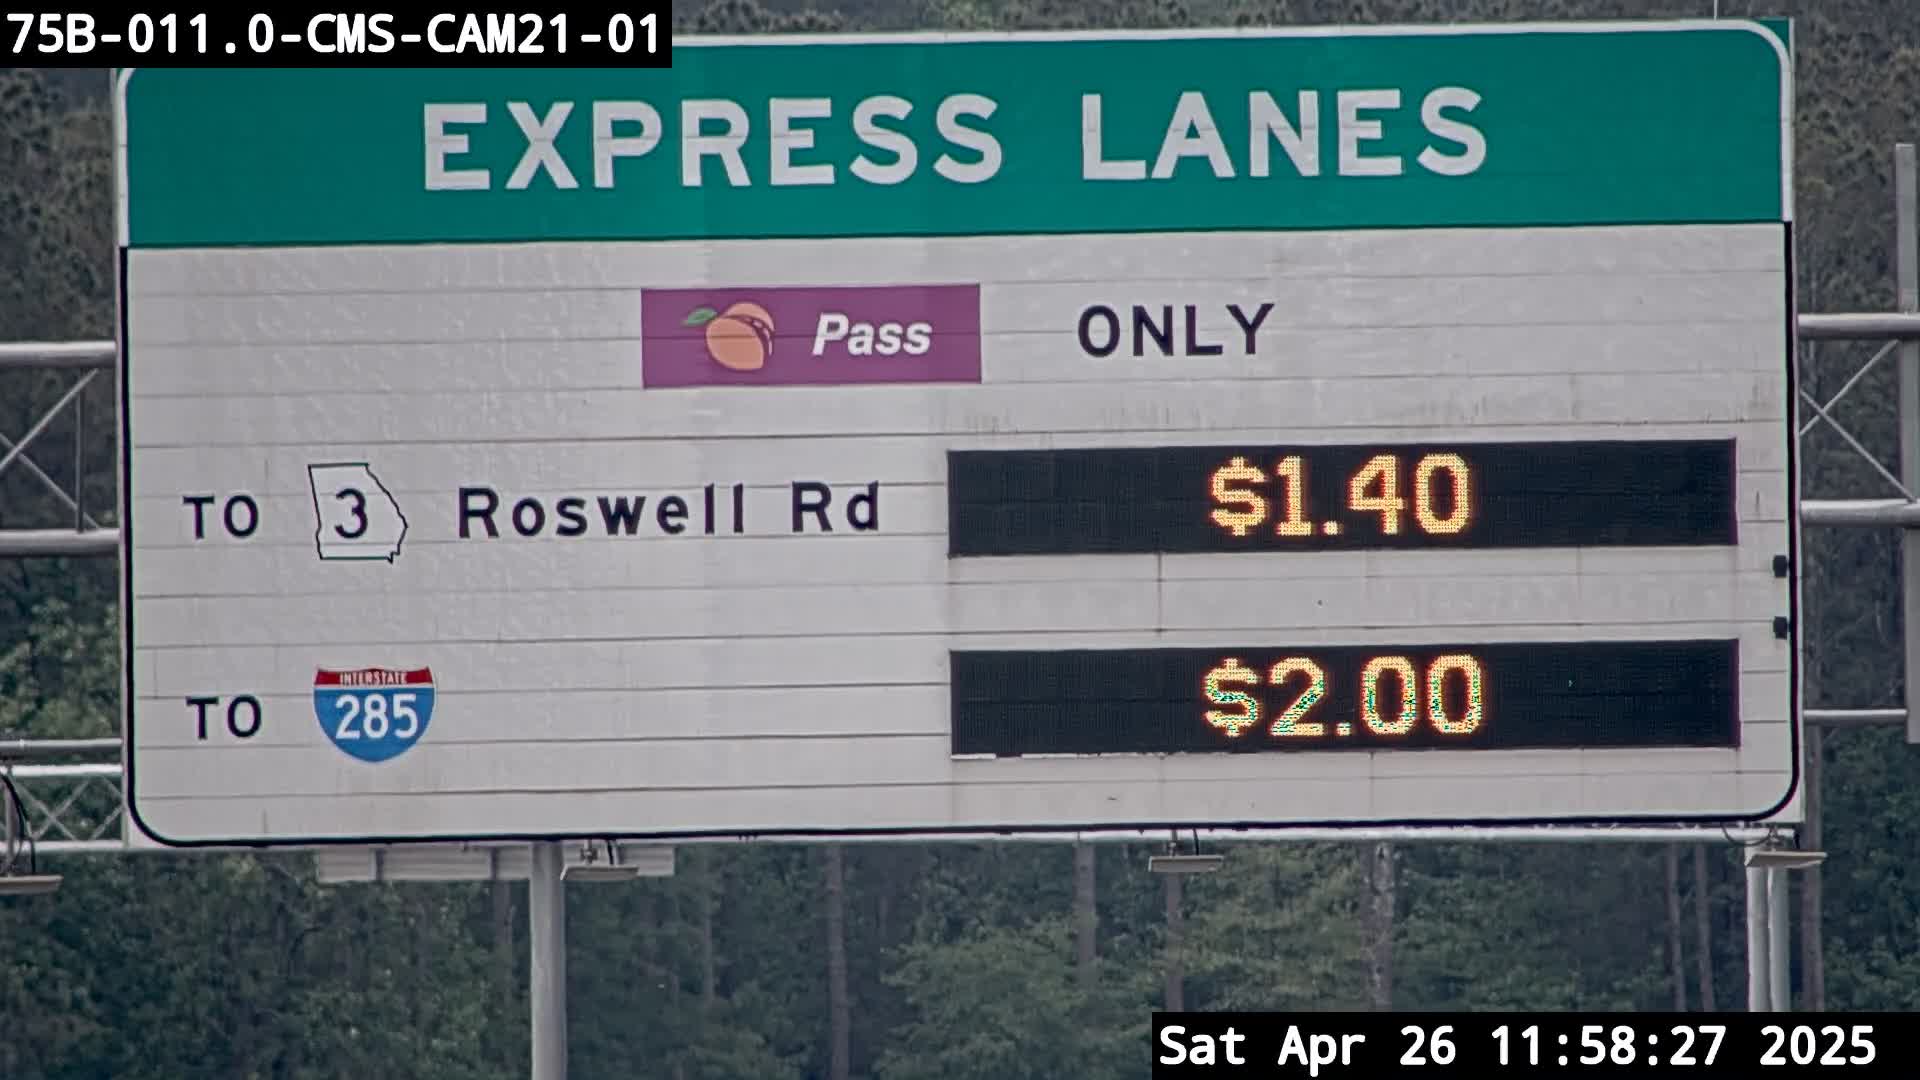 75B-011.0-CMS-CAM21-01
EXPRESS LANES
Pass ONLY
TO 3 Roswell Rd $1.40
INTERSTATE
TO 285 $2.00
Sat Apr 26 11:58:27 2025